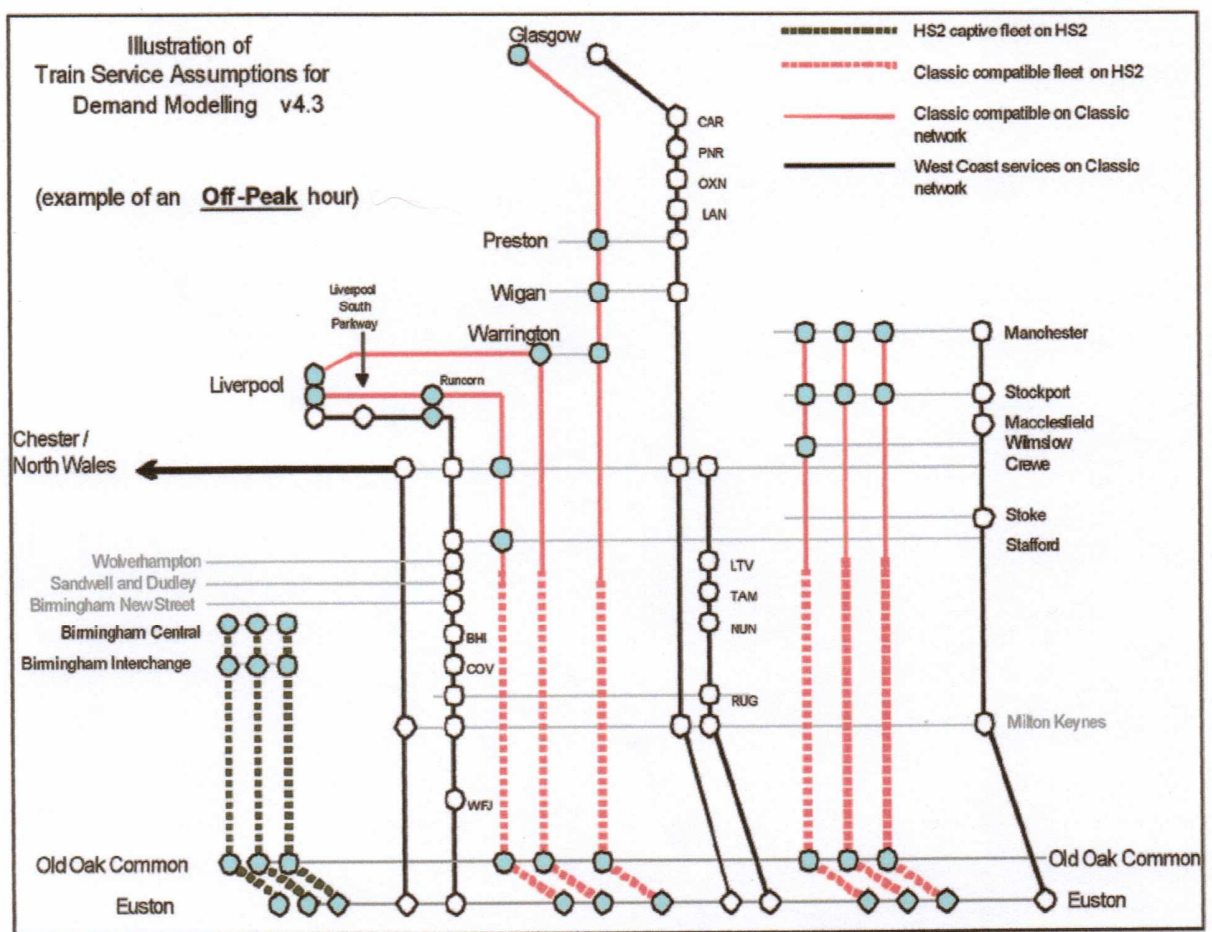 Illustration of
Train Service Assumptions for
Demand Modelling v4.3
(example of an Off-Peak hour)
HS2 captive fleet on HS2
Classic compatible fleet on HS2
Classic compatible on Classic
network
West Coast services on Classic
network
Glasgow
CAR
PNR
OXN
LAN
Preston
Wigan
Liverpool
South
Parkway
Warrington
Manchester
Liverpool
Runcorn
Stockport
Macclesfield
Wilmslow
Chester /
North Wales
Crewe
Stoke
Stafford
Wolverhampton
Sandwell and Dudley
Birmingham New Street
Birmingham Central
Birmingham Interchange
LTV
TAM
NUN
BHI
COV
RUG
Milton Keynes
WFJ
Old Oak Common
Old Oak Common
Euston
Euston